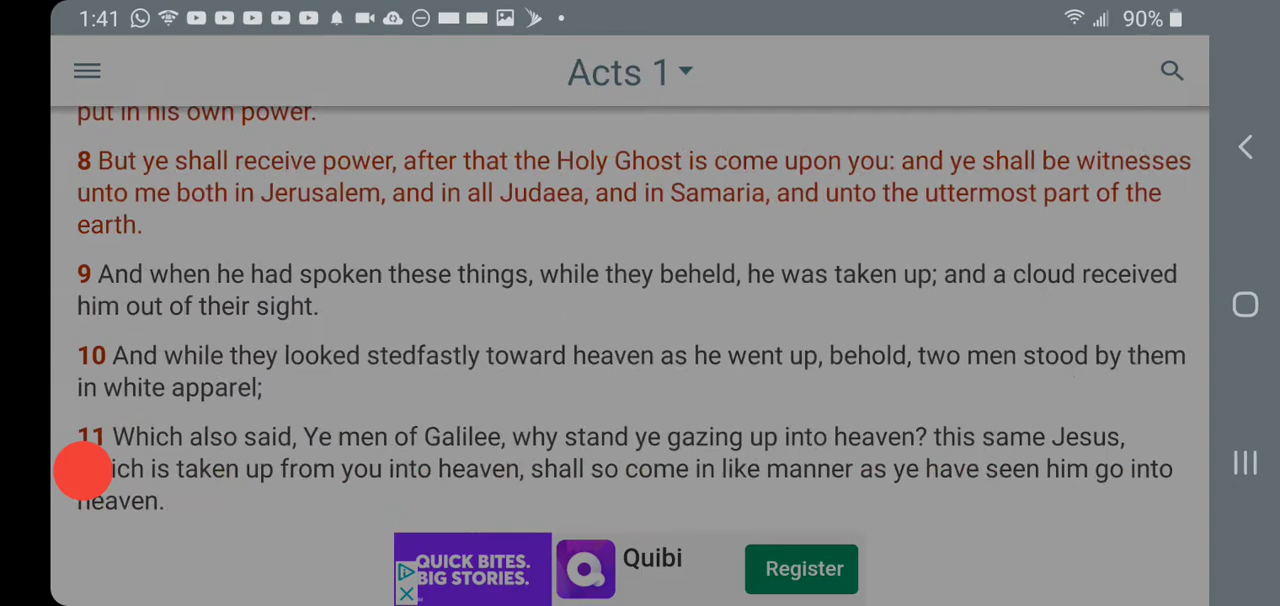 1:41
90%
Acts 1
put in his own power.
8 But ye shall receive power, after that the Holy Ghost is come upon you: and ye shall be witnesses
unto me both in Jerusalem, and in all Judaea, and in Samaria, and unto the uttermost part of the
earth.
9 And when he had spoken these things, while they beheld, he was taken up; and a cloud received
him out of their sight.
10 And while they looked stedfastly toward heaven as he went up, behold, two men stood by them
in white apparel;
11 Which also said, Ye men of Galilee, why stand ye gazing up into heaven? this same Jesus,
ich is taken up from you into heaven, shall so come in like manner as ye have seen him go into
heaven.
QUICK BITES.
BIG STORIES.
Quibi
Register